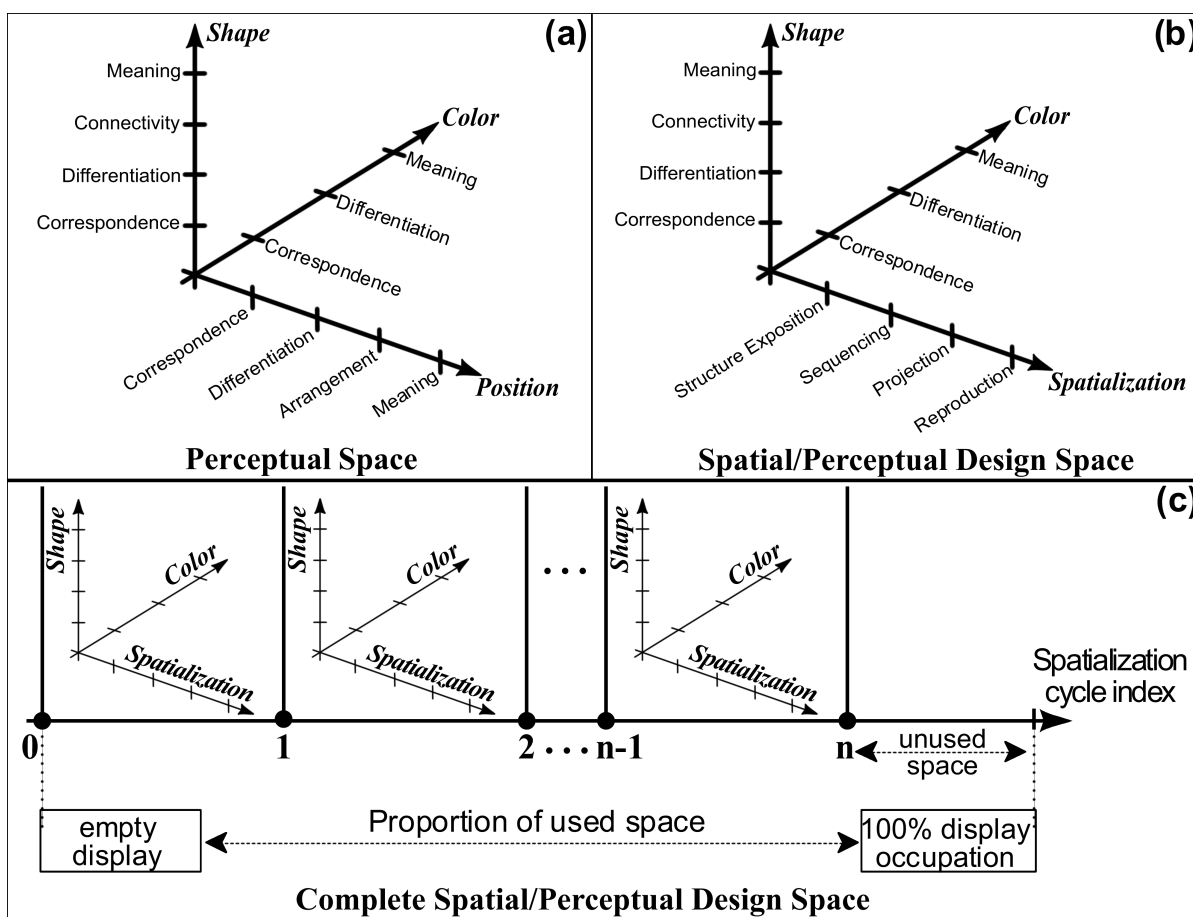 (a)
Shape
Meaning
Connectivity
Differentiation
Correspondence
Color
Meaning
Differentiation
Correspondence
Correspondence
Differentiation
Arrangement
Meaning
Position
Perceptual Space
(b)
Shape
Meaning
Connectivity
Differentiation
Correspondence
Color
Meaning
Differentiation
Correspondence
Structure Exposition
Sequencing
Projection
Reproduction
Spatialization
Spatial/Perceptual Design Space
(c)
Shape
Color
Spatialization
Shape
Color
Spatialization
...
Shape
Color
Spatialization
Spatialization
cycle index
0
1
2 ... n-1
n
unused
space
empty
display
Proportion of used space
100% display
occupation
Complete Spatial/Perceptual Design Space